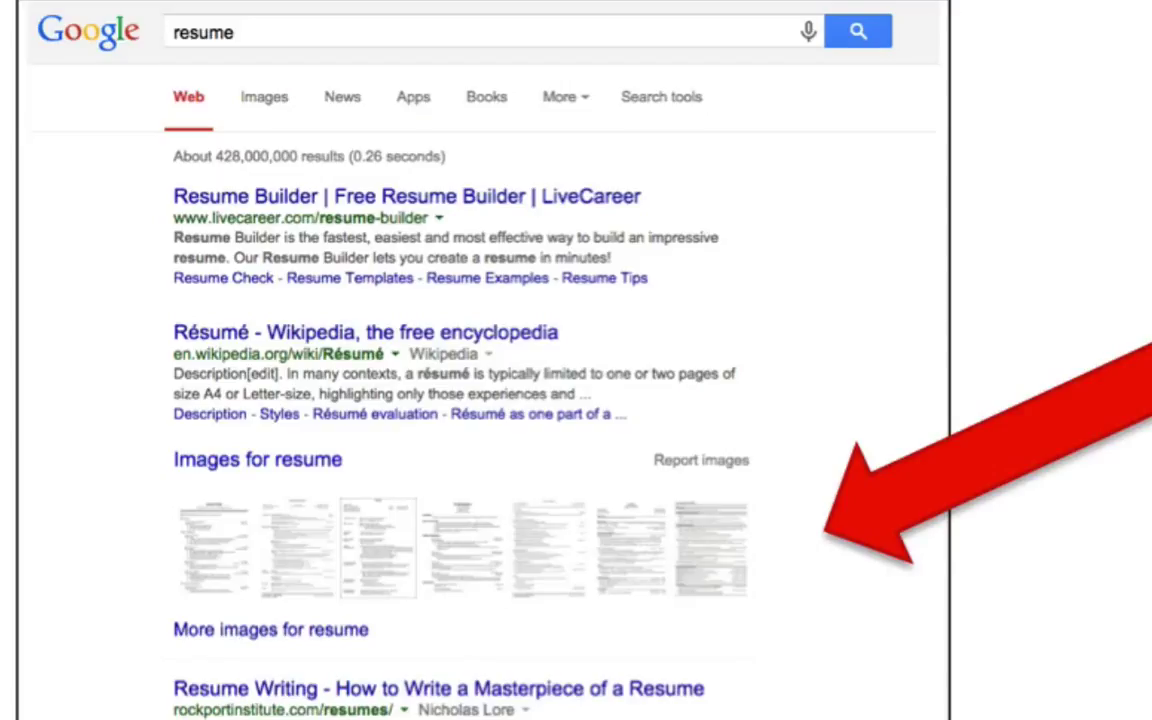 Google
resume
Web Images News Apps Books More Search tools
About 428,000,000 results (0.26 seconds)
Resume Builder | Free Resume Builder | LiveCareer
www.livecareer.com/resume-builder
Resume Builder is the fastest, easiest and most effective way to build an impressive
resume. Our Resume Builder lets you create a resume in minutes!
Resume Check - Resume Templates - Resume Examples - Resume Tips
Résumé - Wikipedia, the free encyclopedia
en.wikipedia.org/wiki/Résumé Wikipedia
Description[edit]. In many contexts, a résumé is typically limited to one or two pages of
size A4 or Letter-size, highlighting only those experiences and ...
Description - Styles - Résumé evaluation - Résumé as one part of a ...
Images for resume Report images
More images for resume
Resume Writing - How to Write a Masterpiece of a Resume
rockportinstitute.com/resumes/ Nicholas Lore